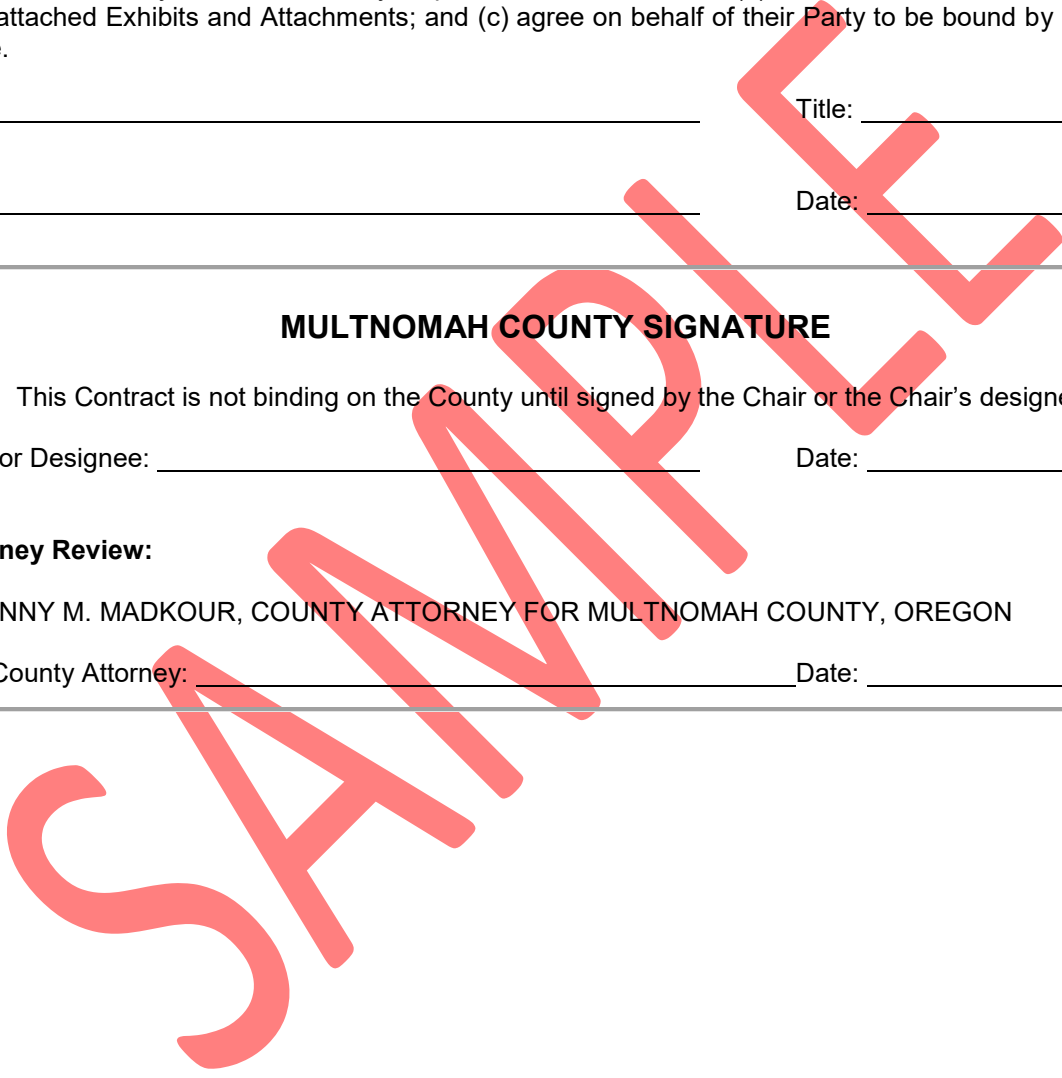 attached Exhibits and Attachments; and (c) agree on behalf of their Party to be bound by
e.
Title:
Date:
MULTNOMAH COUNTY SIGNATURE
This Contract is not binding on the County until signed by the Chair or the Chair's designe
or Designee: Date:
ney Review:
NNY M. MADKOUR, COUNTY ATTORNEY FOR MULTNOMAH COUNTY, OREGON
County Attorney: Date:
SAMPLE